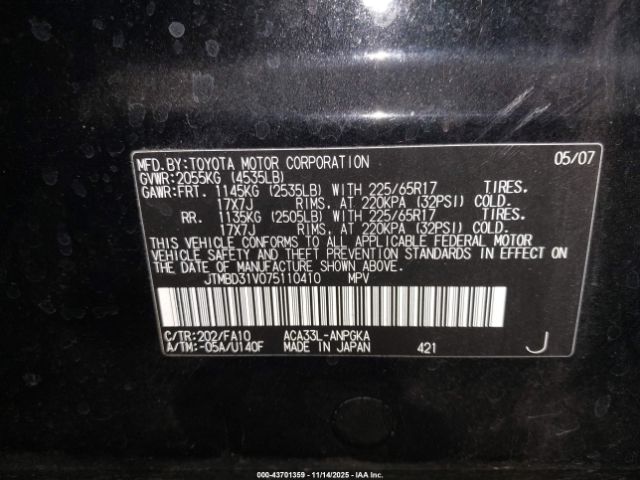 MFD.BY:TOYOTA MOTOR CORPORATION 05/07
GVWR:2055KG (4535LB)
GAWR:FRT. 1145KG (2535LB) WITH 225/65R17 TIRES.
17X7J RIMS, AT 220KPA (32PSI) COLD.
RR. 1135KG (2505LB) WITH 225/65R17 TIRES.
17X7J RIMS, AT 220KPA (32PSI) COLD.
THIS VEHICLE CONFORMS TO ALL APPLICABLE FEDERAL MOTOR
VEHICLE SAFETY AND THEFT PREVENTION STANDARDS IN EFFECT
ON THE DATE OF MANUFACTURE SHOWN ABOVE.
JTMBD31V075110410 MPV
C/TR:202/FA10 ACA33L-ANPGKA
A/TM:-05A/U140F MADE IN JAPAN 421 J
000-43701359 - 11/14/2025 - IAA Inc.